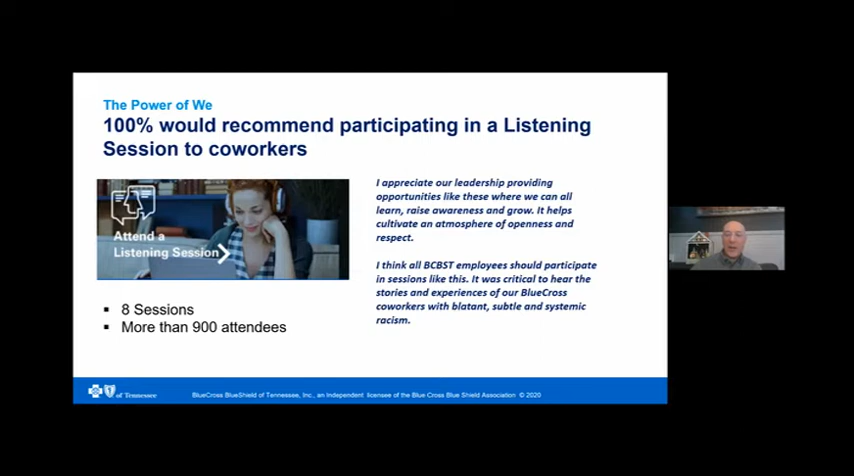 The Power of We
100% would recommend participating in a Listening
Session to coworkers
Attend a
Listening Session
I appreciate our leadership providing
opportunities like these where we can all
learn, raise awareness and grow. It helps
cultivate an atmosphere of openness and
respect.
I think all BCBST employees should participate
in sessions like this. It was critical to hear the
stories and experiences of our BlueCross
coworkers with blatant, subtle and systemic
racism.
▪ 8 Sessions
▪ More than 900 attendees
of Tennessee
BlueCross BlueShield of Tennessee, Inc., an Independent licensee of the Blue Cross Blue Shield Association © 2020